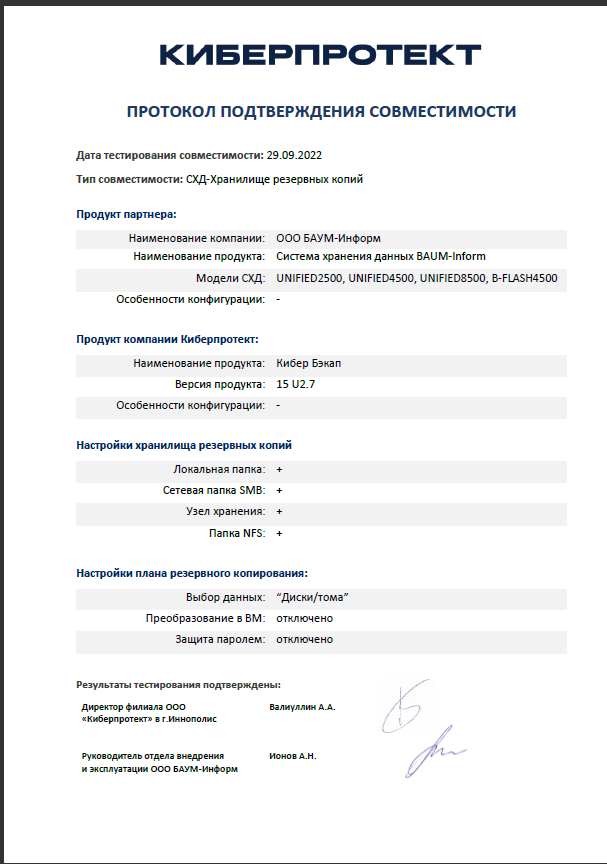 КИБЕРПРОТЕКТ
ПРОТОКОЛ ПОДТВЕРЖДЕНИЯ СОВМЕСТИМОСТИ
Дата тестирования совместимости: 29.09.2022
Тип совместимости: СХД-Хранилище резервных копий
Продукт партнера:
Наименование компании: ООО БАУМ-Информ
Наименование продукта: Система хранения данных BAUM-Inform
Модели СХД: UNIFIED2500, UNIFIED4500, UNIFIED8500, B-FLASH4500
Особенности конфигурации: -
Продукт компании Киберпротект:
Наименование продукта: Кибер Бэкап
Версия продукта: 15 U2.7
Особенности конфигурации: -
Настройки хранилища резервных копий
Локальная папка: +
Сетевая папка SMB: +
Узел хранения: +
Папка NFS: +
Настройки плана резервного копирования:
Выбор данных: “Диски/тома”
Преобразование в ВМ: отключено
Защита паролем: отключено
Результаты тестирования подтверждены:
Директор филиала ООО Валиуллин А.А.
«Киберпротект» в г.Иннополис
Руководитель отдела внедрения Ионов А.Н.
и эксплуатации ООО БАУМ-Информ